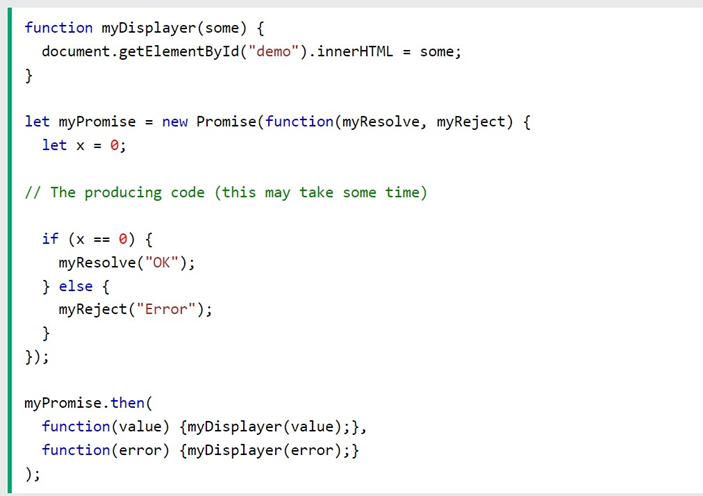 function myDisplayer(some) {
  document.getElementById("demo").innerHTML = some;
}

let myPromise = new Promise(function(myResolve, myReject) {
  let x = 0;

// The producing code (this may take some time)

  if (x == 0) {
    myResolve("OK");
  } else {
    myReject("Error");
  }
});

myPromise.then(
  function(value) {myDisplayer(value);},
  function(error) {myDisplayer(error);}
);